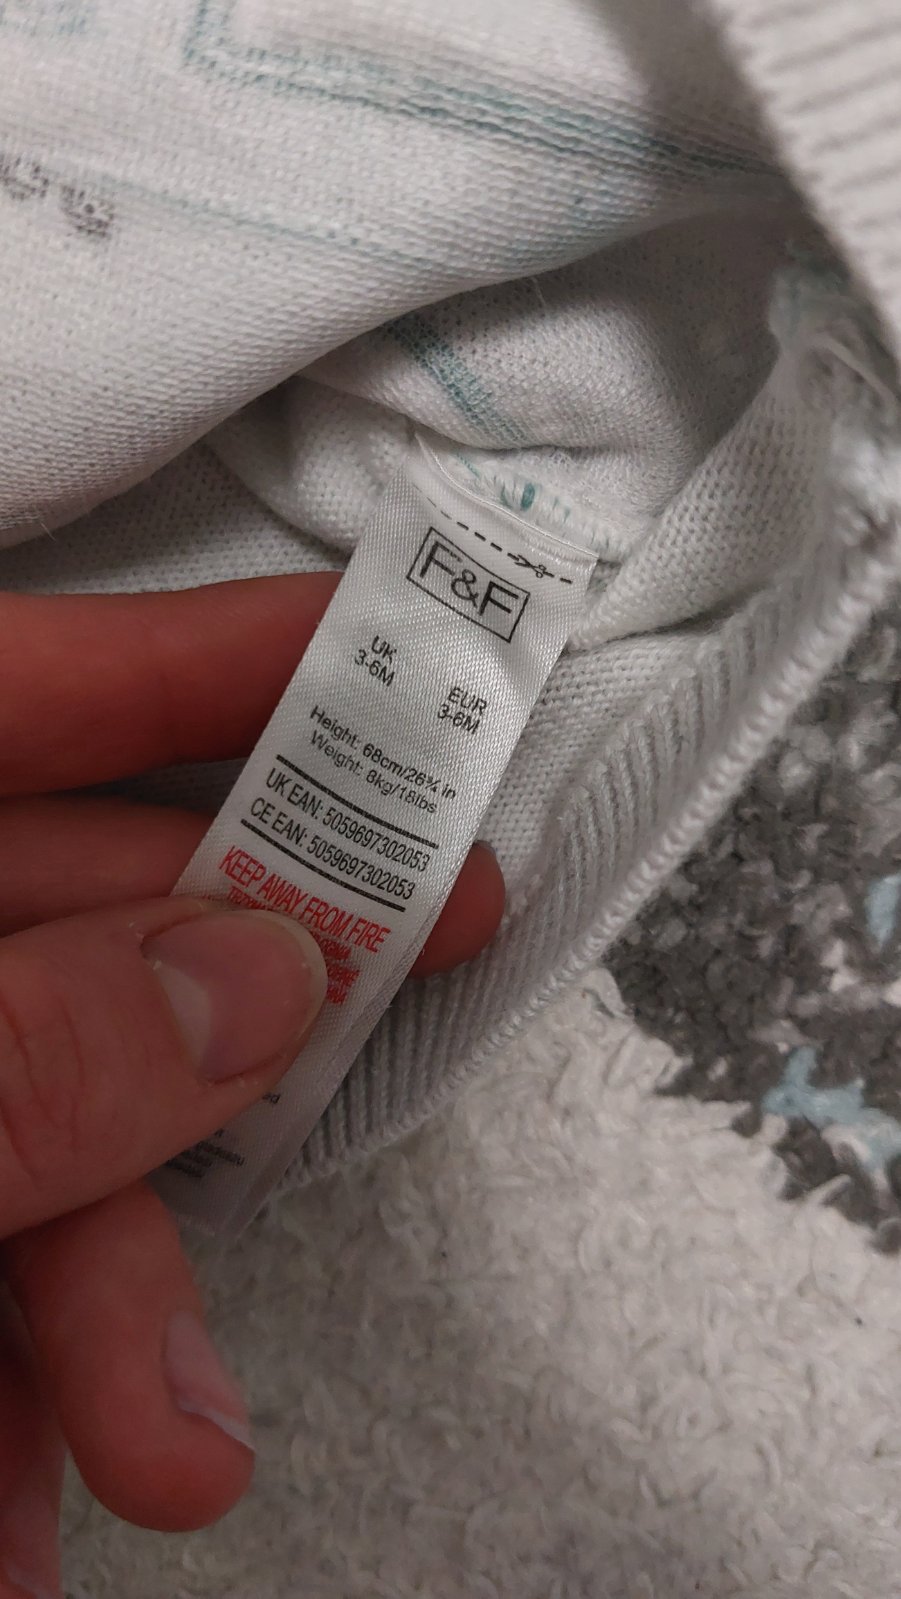 F&F
UK
3-6M
EUR
3-6M
Height: 68cm/26¾ in
Weight: 8kg/18lbs
UK EAN: 5059697302053
CE EAN: 5059697302053
KEEP AWAY FROM FIRE